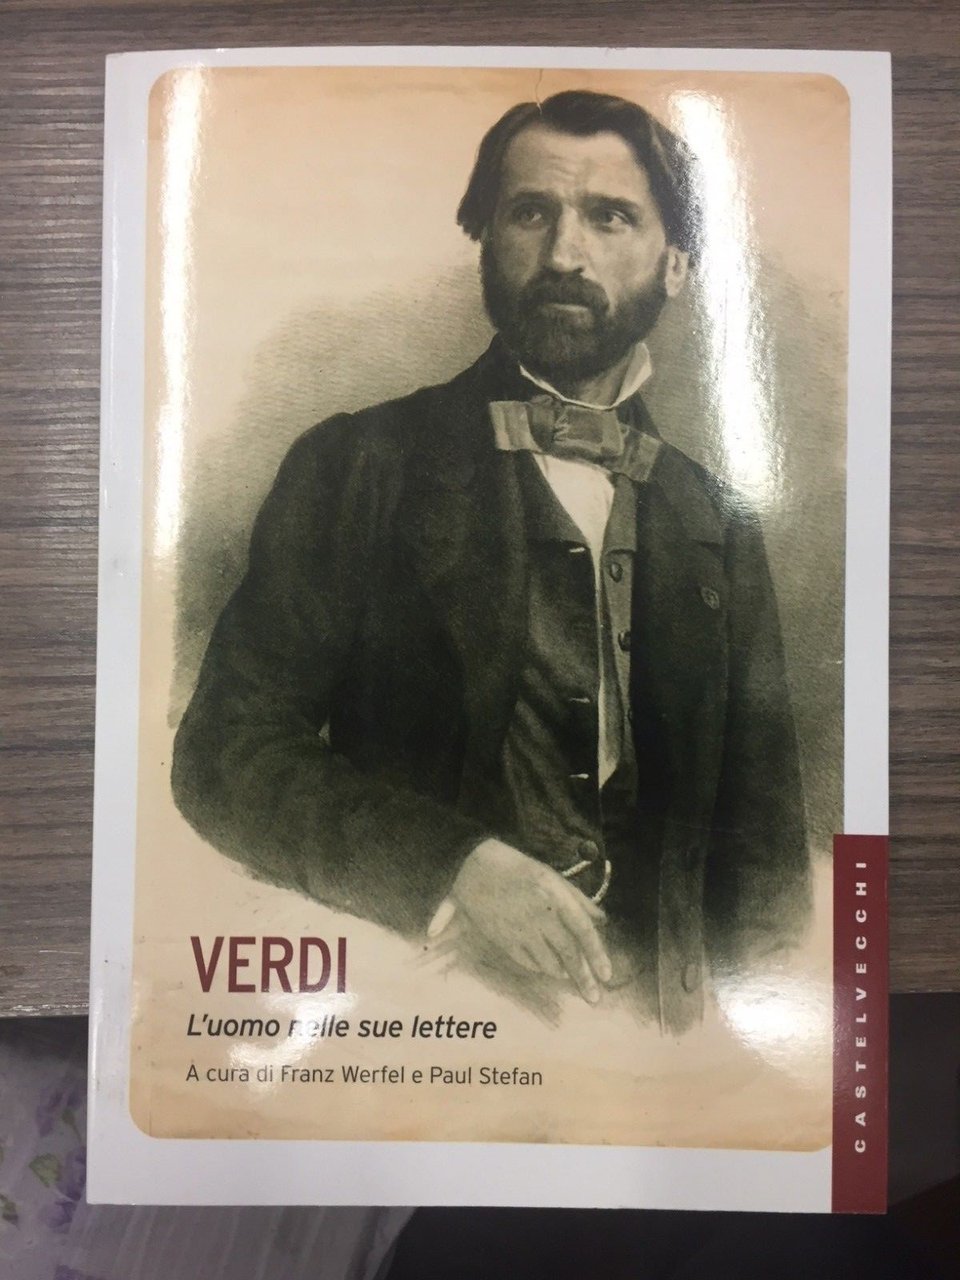 VERDI
L'uomo nelle sue lettere
A cura di Franz Werfel e Paul Stefan
CASTELVECCHI